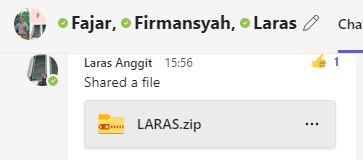 Fajar, Firmansyah, Laras
Cha
Laras Anggit 15:56
1
Shared a file
LARAS.zip